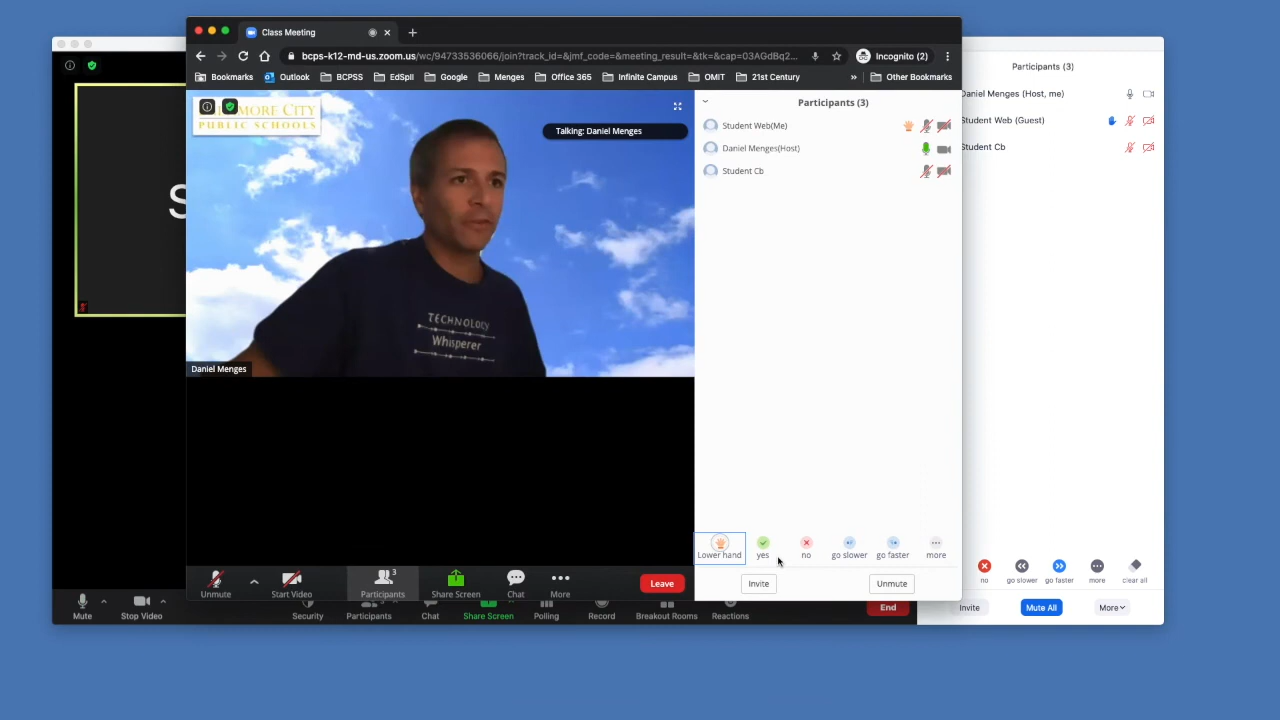 Class Meeting
bcps-k12-md-us.zoom.us/wc/94733536066/join?track_id=&jmf_code=&meeting_result=&tk=&cap=03AGdBq2...
Incognito (2)
Bookmarks Outlook BCPSS EdSpil Google Menges Office 365 Infinite Campus OMIT 21st Century » Other Bookmarks
MORE CITY
PUBLIC SCHOOLS
Talking: Daniel Menges
TECHNOLOGY
Whisperer
Daniel Menges
S
Participants (3)
Student Web(Me)
Daniel Menges(Host)
Student Cb
Lower hand yes no go slower go faster more
Invite Unmute
Unmute Start Video Participants 3 Share Screen Chat More Leave
Participants (3)
Daniel Menges (Host, me)
Student Web (Guest)
Student Cb
no go slower go faster more clear all
Invite Mute All More
Mute Stop Video Security Participants Chat Share Screen Polling Record Breakout Rooms Reactions End